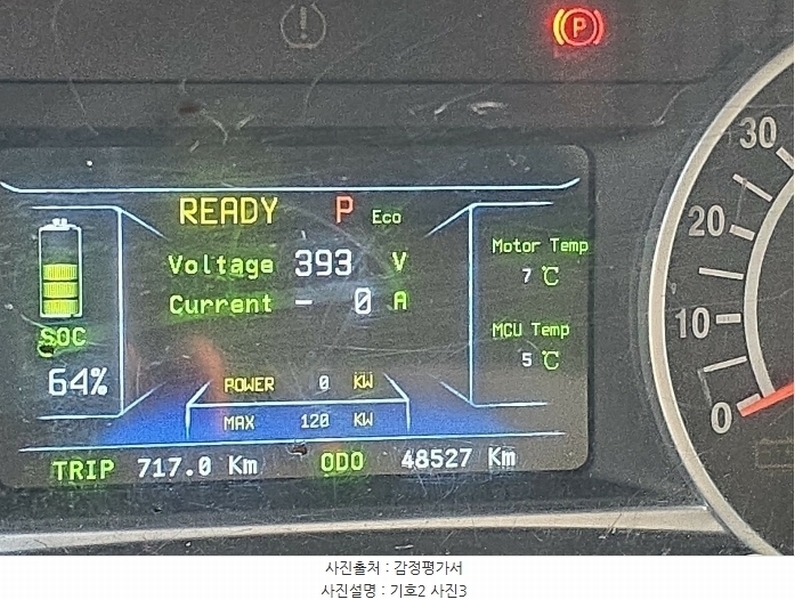 P
30
READY P Eco
20
Motor Temp
Voltage 393 V
7 ℃
Current - 0 A
10
MCU Temp
SOC
5 ℃
64%
POWER 0 KW
0
MAX 120 KW
TRIP 717.0 Km ODO 48527 Km
사진출처 : 감정평가서
사진설명 : 기호2 사진3